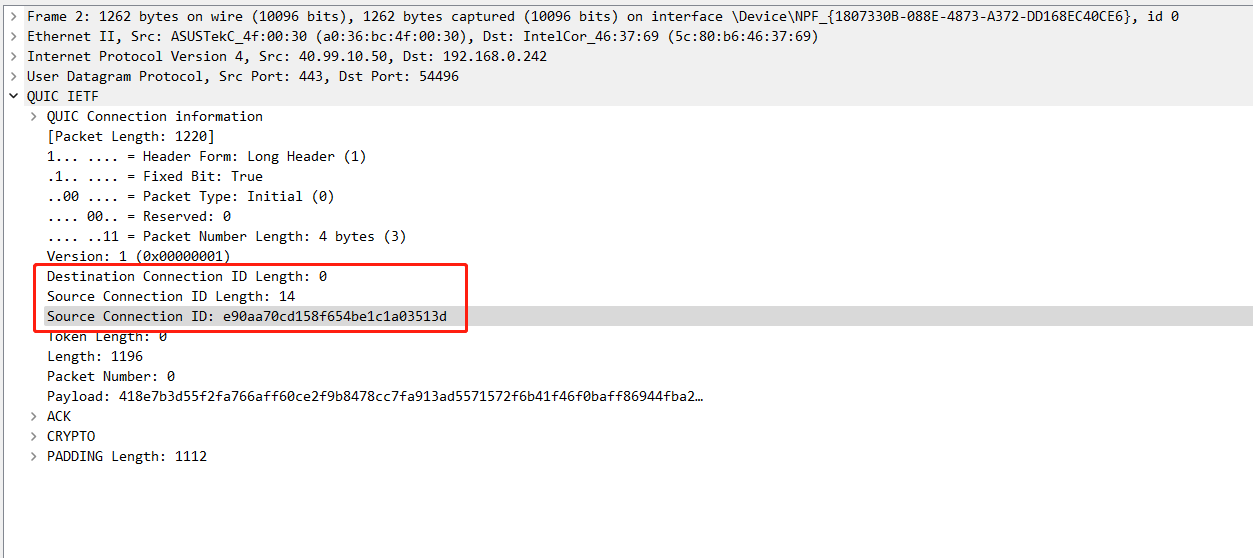 Frame 2: 1262 bytes on wire (10096 bits), 1262 bytes captured (10096 bits) on interface \Device\NPF_{1807330B-088E-4873-A372-DD168EC40CE6}, id 0
Ethernet II, Src: ASUSTekC_4f:00:30 (a0:36:bc:4f:00:30), Dst: IntelCor_46:37:69 (5c:80:b6:46:37:69)
Internet Protocol Version 4, Src: 40.99.10.50, Dst: 192.168.0.242
User Datagram Protocol, Src Port: 443, Dst Port: 54496
QUIC IETF
QUIC Connection information
[Packet Length: 1220]
1... .... = Header Form: Long Header (1)
.1.. .... = Fixed Bit: True
..00 .... = Packet Type: Initial (0)
.... 00.. = Reserved: 0
.... ..11 = Packet Number Length: 4 bytes (3)
Version: 1 (0x00000001)
Destination Connection ID Length: 0
Source Connection ID Length: 14
Source Connection ID: e90aa70cd158f654be1c1a03513d
Token Length: 0
Length: 1196
Packet Number: 0
Payload: 418e7b3d55f2fa766aff60ce2f9b8478cc7fa913ad5571572f6b41f46f0baff86944fba2…
ACK
CRYPTO
PADDING Length: 1112